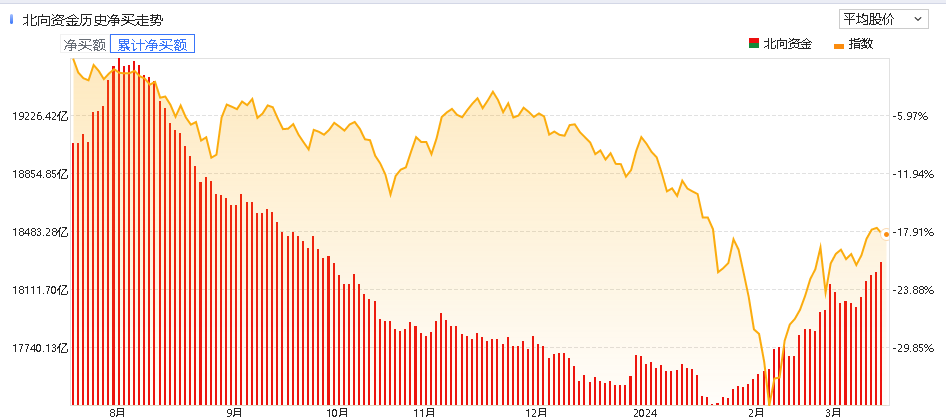 北向资金历史净买走势
平均股价
净买额 累计净买额
北向资金 指数
19226.42亿 -5.97%
18854.85亿 -11.94%
18483.28亿 -17.91%
18111.70亿 -23.88%
17740.13亿 -29.85%
8月 9月 10月 11月 12月 2024 2月 3月